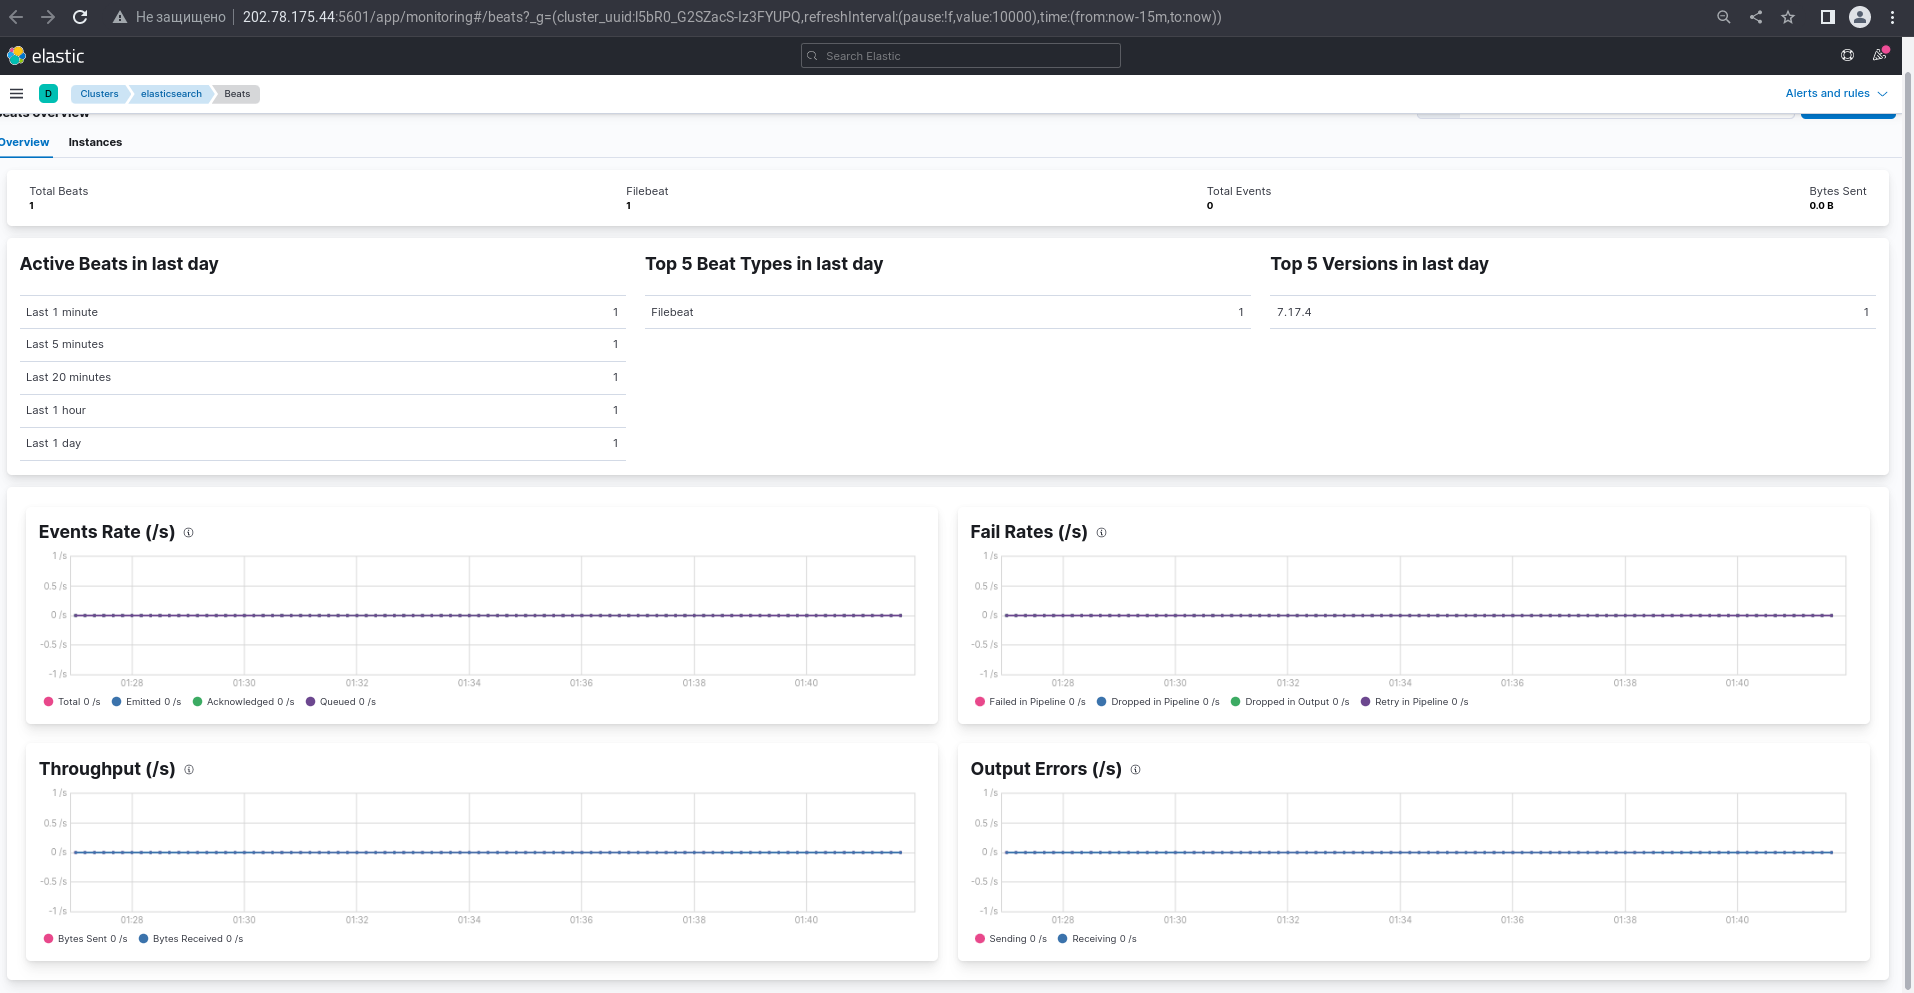 Не защищено 202.78.175.44:5601/app/monitoring#/beats?_g=(cluster_uuid:l5bR0_G2SZacS-Iz3FYUPQ,refreshInterval:(pause:!f,value:10000),time:(from:now-15m,to:now))
elastic
Search Elastic
D Clusters elasticsearch Beats
Alerts and rules
Beats overview
Overview Instances
Total Beats Filebeat Total Events Bytes Sent
1 1 0 0.0 B
Active Beats in last day
Last 1 minute 1
Last 5 minutes 1
Last 20 minutes 1
Last 1 hour 1
Last 1 day 1
Top 5 Beat Types in last day
Filebeat 1
Top 5 Versions in last day
7.17.4 1
Events Rate (/s)
1 /s
0.5 /s
0 /s
-0.5 /s
-1 /s
01:28 01:30 01:32 01:34 01:36 01:38 01:40
Total 0 /s Emitted 0 /s Acknowledged 0 /s Queued 0 /s
Fail Rates (/s)
1 /s
0.5 /s
0 /s
-0.5 /s
-1 /s
01:28 01:30 01:32 01:34 01:36 01:38 01:40
Failed in Pipeline 0 /s Dropped in Pipeline 0 /s Dropped in Output 0 /s Retry in Pipeline 0 /s
Throughput (/s)
1 /s
0.5 /s
0 /s
-0.5 /s
-1 /s
01:28 01:30 01:32 01:34 01:36 01:38 01:40
Bytes Sent 0 /s Bytes Received 0 /s
Output Errors (/s)
1 /s
0.5 /s
0 /s
-0.5 /s
-1 /s
01:28 01:30 01:32 01:34 01:36 01:38 01:40
Sending 0 /s Receiving 0 /s